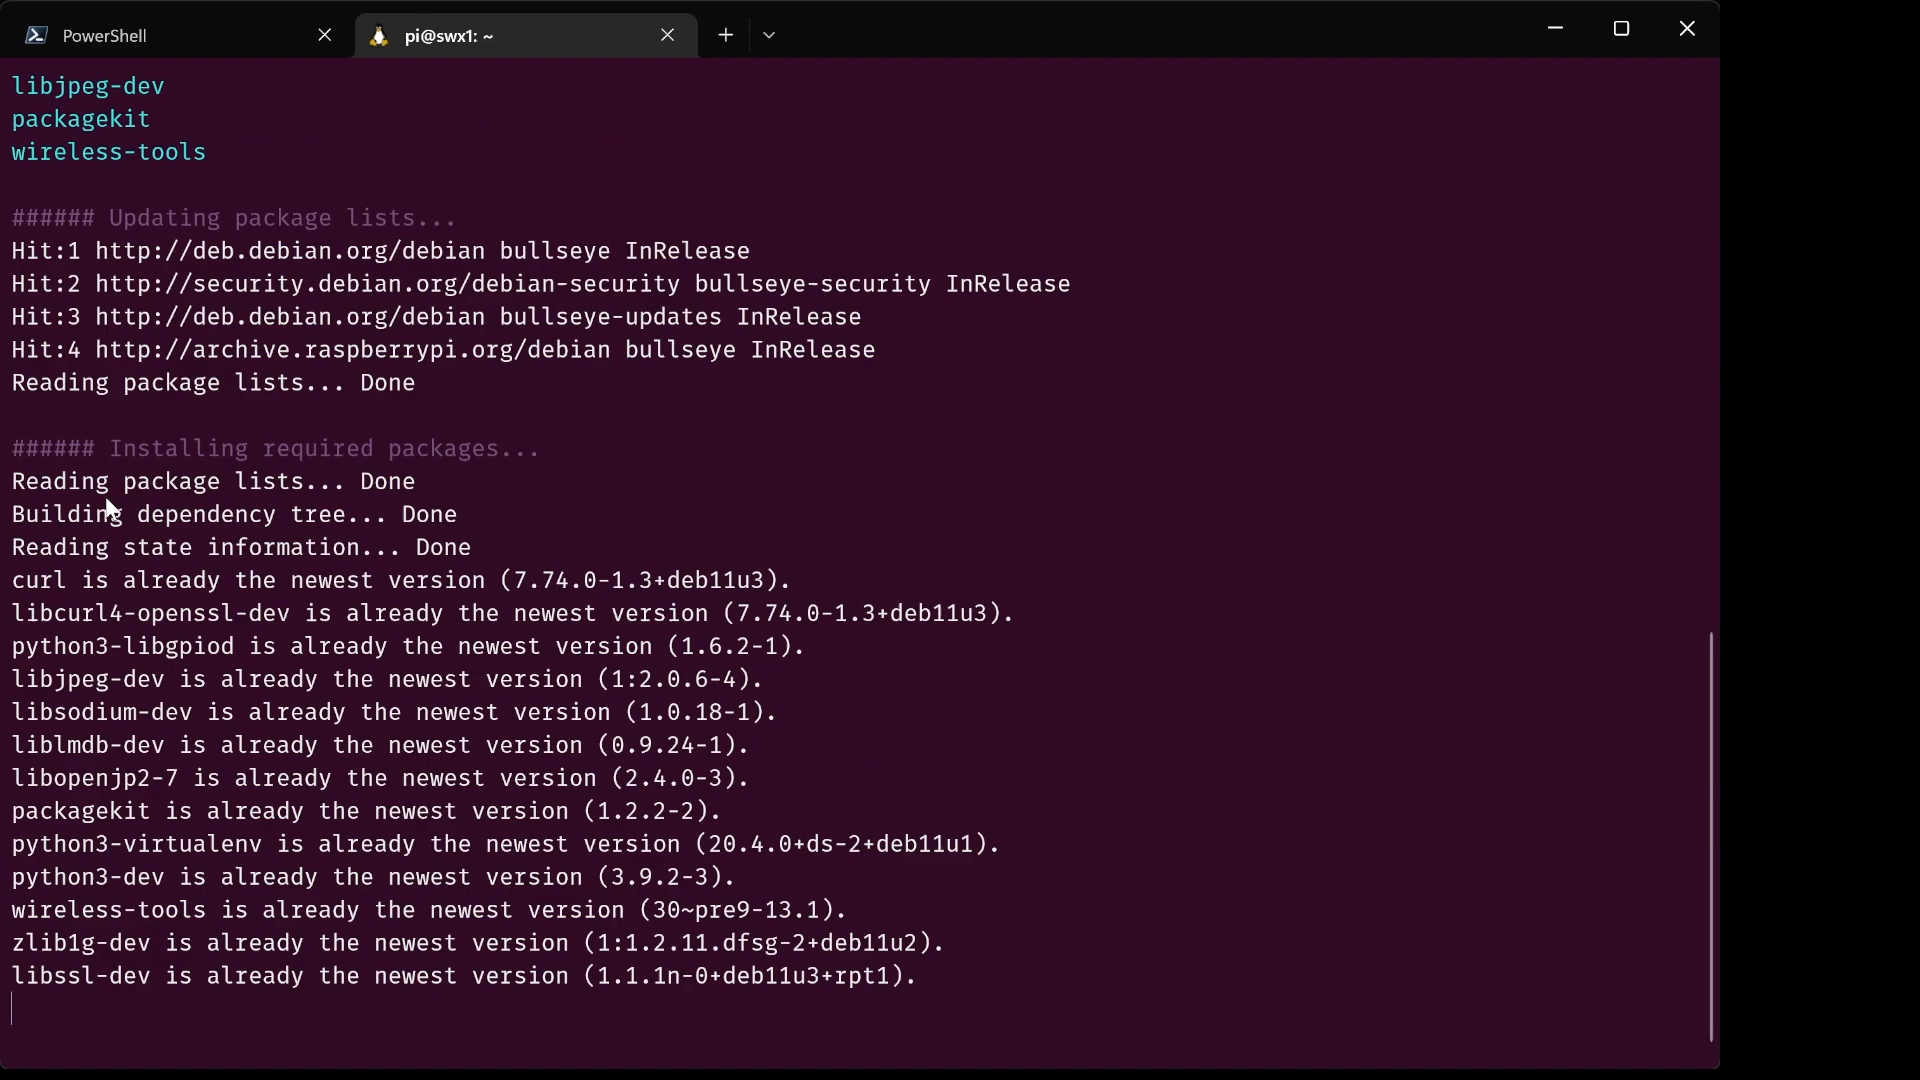 PowerShell
pi@swx1: ~
libjpeg-dev
packagekit
wireless-tools
###### Updating package lists...
Hit:1 http://deb.debian.org/debian bullseye InRelease
Hit:2 http://security.debian.org/debian-security bullseye-security InRelease
Hit:3 http://deb.debian.org/debian bullseye-updates InRelease
Hit:4 http://archive.raspberrypi.org/debian bullseye InRelease
Reading package lists... Done
###### Installing required packages...
Reading package lists... Done
Building dependency tree... Done
Reading state information... Done
curl is already the newest version (7.74.0-1.3+deb11u3).
libcurl4-openssl-dev is already the newest version (7.74.0-1.3+deb11u3).
python3-libgpiod is already the newest version (1.6.2-1).
libjpeg-dev is already the newest version (1:2.0.6-4).
libsodium-dev is already the newest version (1.0.18-1).
liblmdb-dev is already the newest version (0.9.24-1).
libopenjp2-7 is already the newest version (2.4.0-3).
packagekit is already the newest version (1.2.2-2).
python3-virtualenv is already the newest version (20.4.0+ds-2+deb11u1).
python3-dev is already the newest version (3.9.2-3).
wireless-tools is already the newest version (30~pre9-13.1).
zlib1g-dev is already the newest version (1:1.2.11.dfsg-2+deb11u2).
libssl-dev is already the newest version (1.1.1n-0+deb11u3+rpt1).